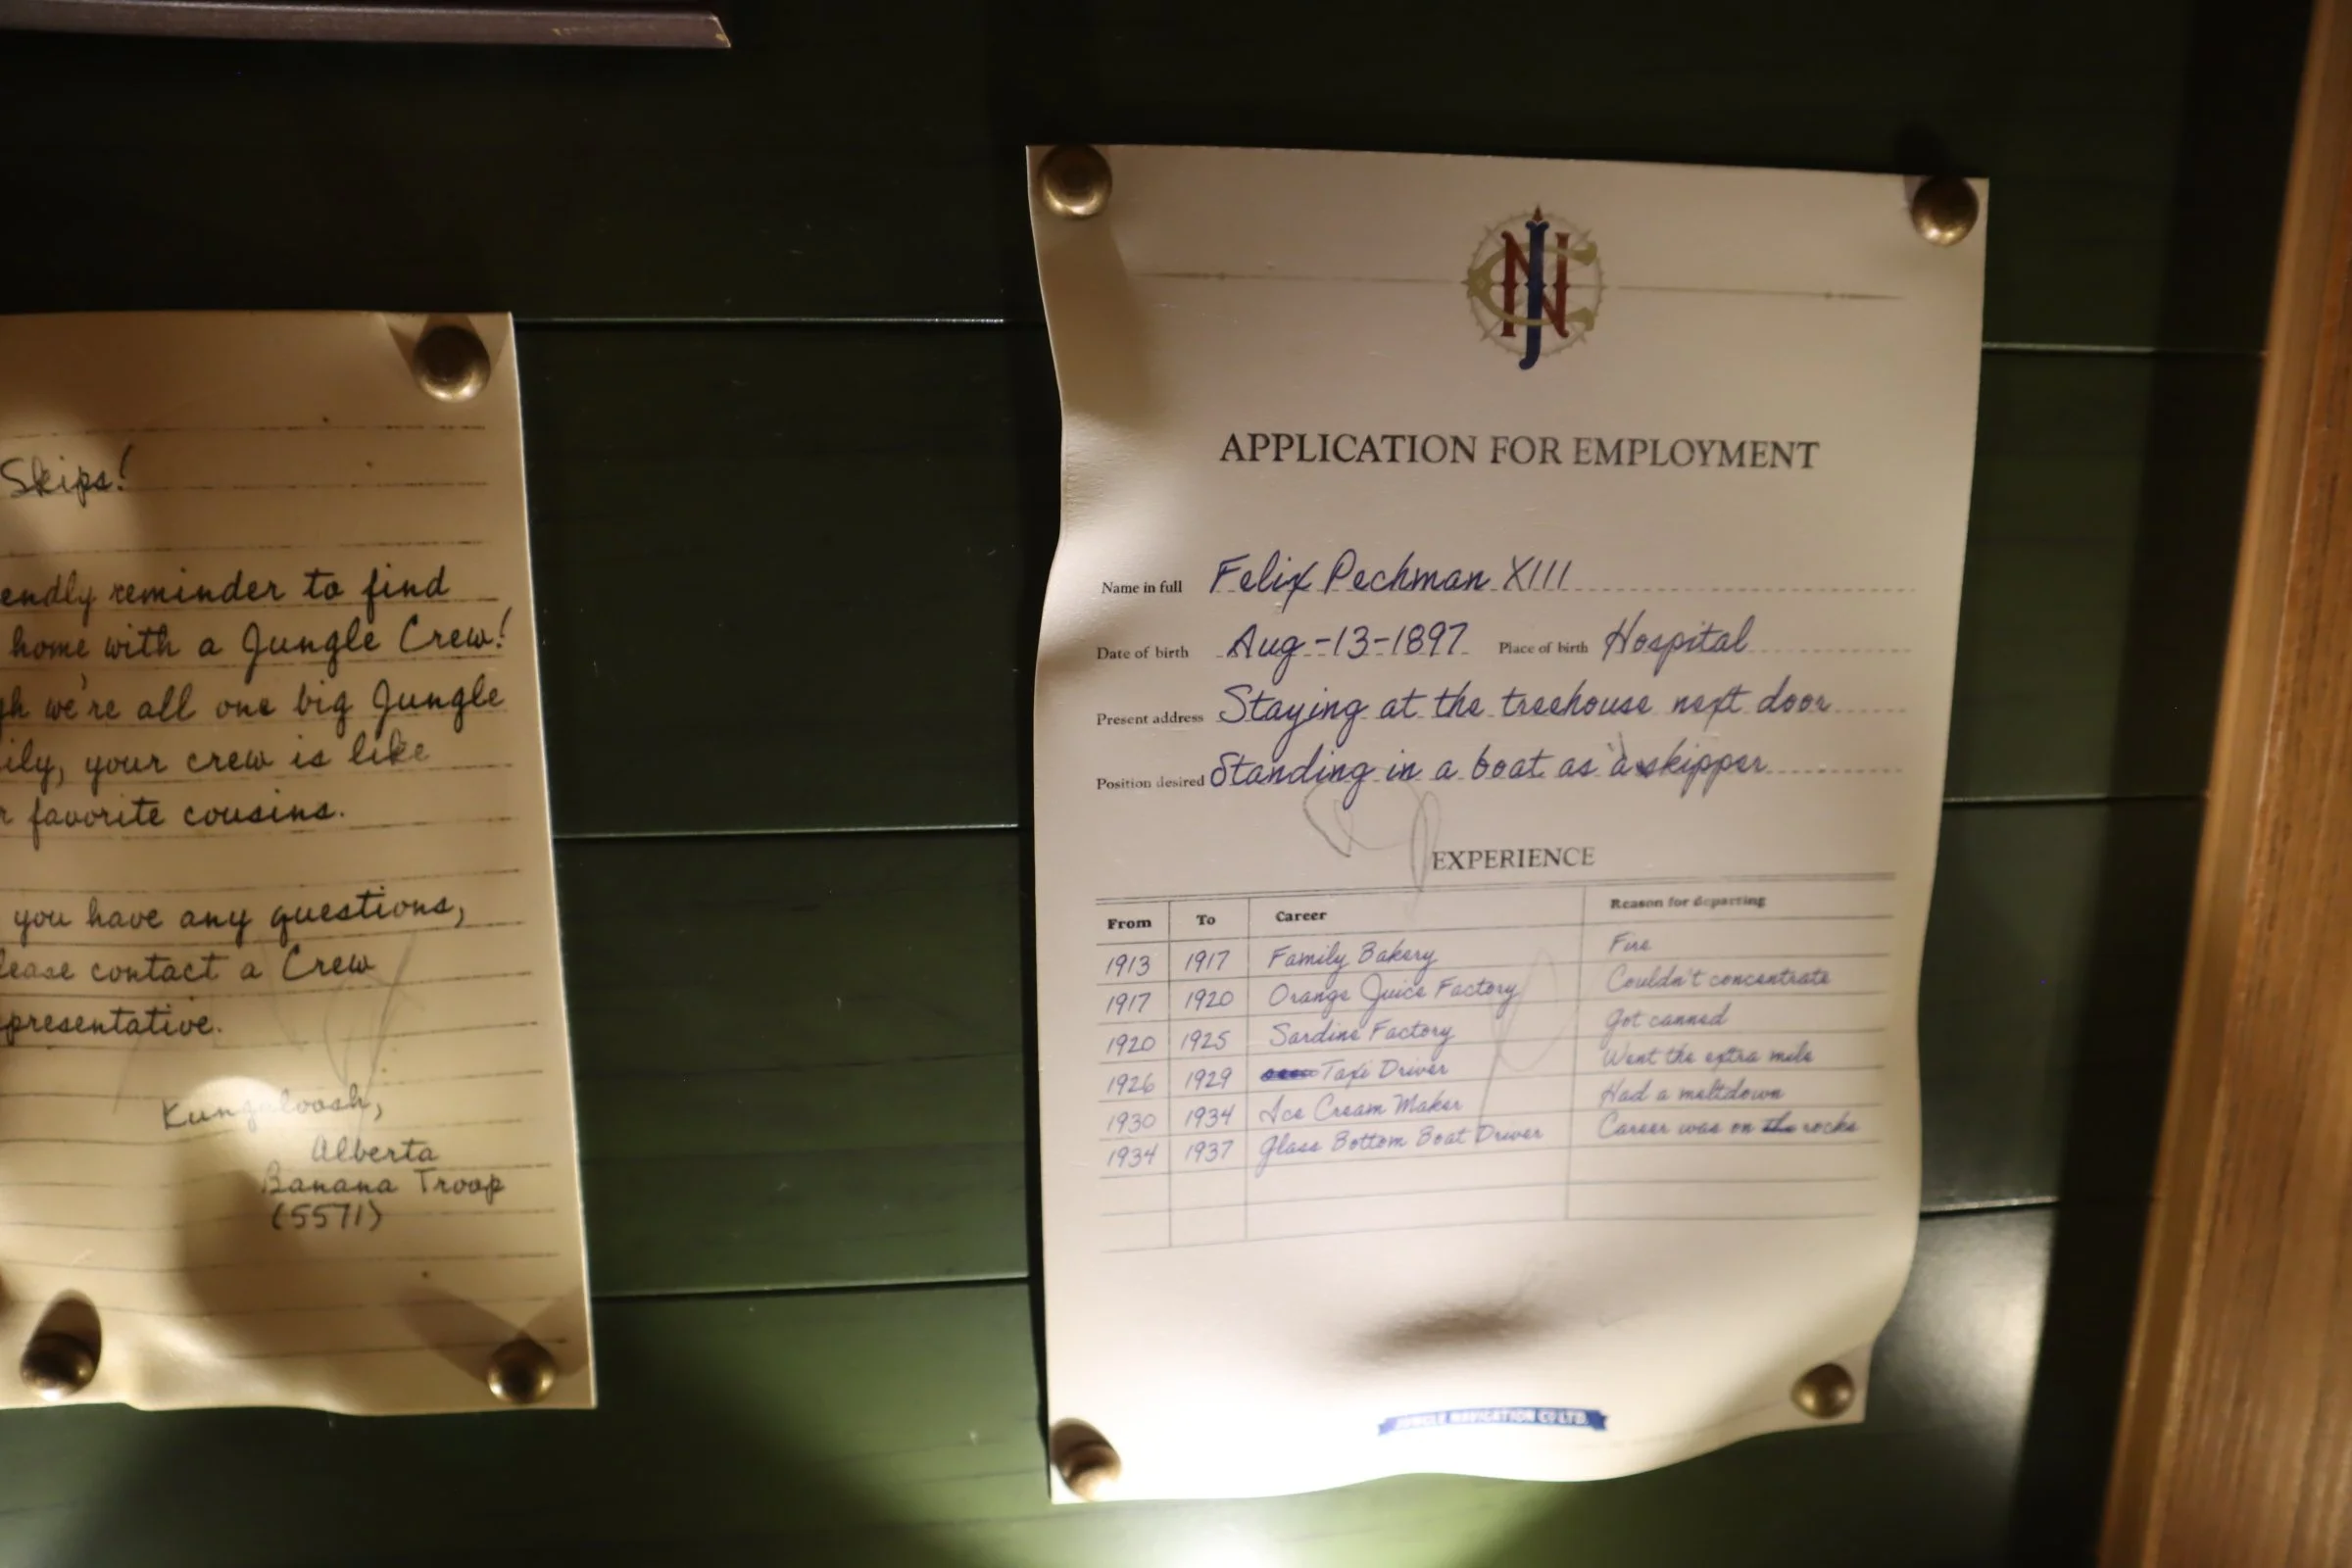 Skips!
endly reminder to find
home with a Jungle Crew!
gh we're all one big Jungle
ily, your crew is like
r favorite cousins.
you have any questions,
lease contact a Crew
presentative.
Kungaloosh,
Alberta
Banana Troop
(5571)
NJC
APPLICATION FOR EMPLOYMENT
Name in full Felix Pechman XIII
Date of birth Aug-13-1897 Place of birth Hospital
Present address Staying at the treehouse next door
Position desired Standing in a boat as a skipper
EXPERIENCE
From To Career Reason for departing
1913 1917 Family Bakery Fire
1917 1920 Orange Juice Factory Couldn't concentrate
1920 1925 Sardine Factory Got canned
1926 1929 Taxi Driver Went the extra mile
1930 1934 Ice Cream Maker Had a meltdown
1934 1937 Glass Bottom Boat Driver Career was on the rocks
JUNGLE NAVIGATION CO LTD.